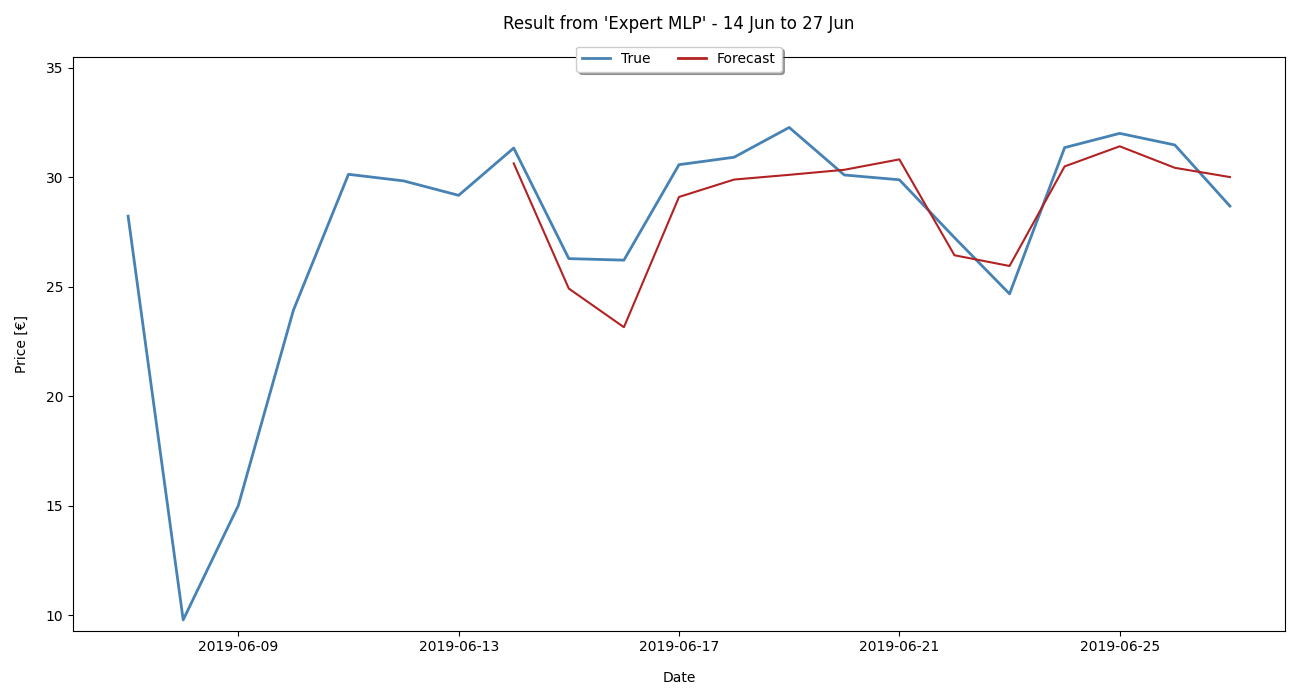 Result from 'Expert MLP' - 14 Jun to 27 Jun
True Forecast
35
30
25
20
15
10
Price [€]
2019-06-09 2019-06-13 2019-06-17 2019-06-21 2019-06-25
Date